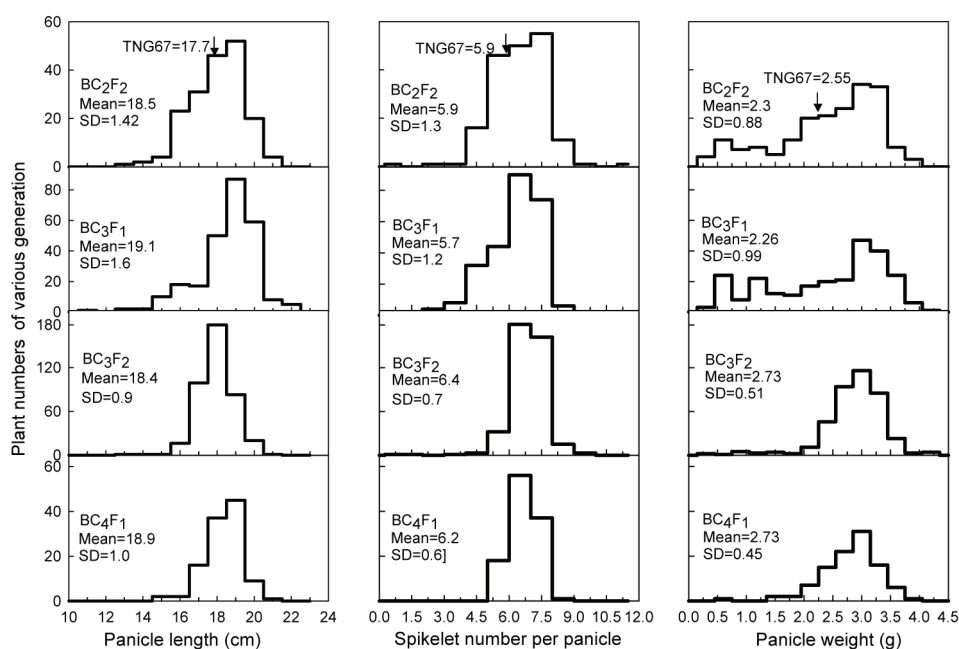 Plant numbers of various generation
60
40
20
0
TNG67=17.7
BC2F2
Mean=18.5
SD=1.42
TNG67=5.9
BC2F2
Mean=5.9
SD=1.3
TNG67=2.55
BC2F2
Mean=2.3
SD=0.88
80
60
40
20
0
BC3F1
Mean=19.1
SD=1.6
BC3F1
Mean=5.7
SD=1.2
BC3F1
Mean=2.26
SD=0.99
180
120
60
0
BC3F2
Mean=18.4
SD=0.9
BC3F2
Mean=6.4
SD=0.7
BC3F2
Mean=2.73
SD=0.51
60
40
20
0
BC4F1
Mean=18.9
SD=1.0
BC4F1
Mean=6.2
SD=0.6]
BC4F1
Mean=2.73
SD=0.45
10 12 14 16 18 20 22 24
Panicle length (cm)
0.0 1.5 3.0 4.5 6.0 7.5 9.0 10.5 12.0
Spikelet number per panicle
0.0 0.5 1.0 1.5 2.0 2.5 3.0 3.5 4.0 4.5
Panicle weight (g)